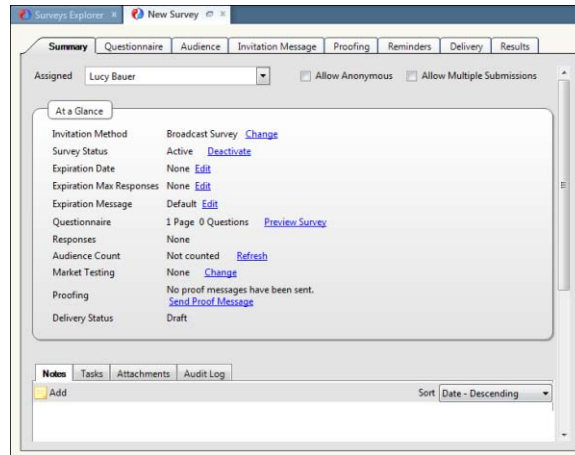 Surveys Explorer
New Survey
Summary Questionnaire Audience Invitation Message Proofing Reminders Delivery Results
Assigned Lucy Bauer Allow Anonymous Allow Multiple Submissions
At a Glance
Invitation Method Broadcast Survey Change
Survey Status Active Deactivate
Expiration Date None Edit
Expiration Max Responses None Edit
Expiration Message Default Edit
Questionnaire 1 Page 0 Questions Preview Survey
Responses None
Audience Count Not counted Refresh
Market Testing None Change
Proofing No proof messages have been sent.
Send Proof Message
Delivery Status Draft
Notes Tasks Attachments Audit Log
Add Sort Date - Descending